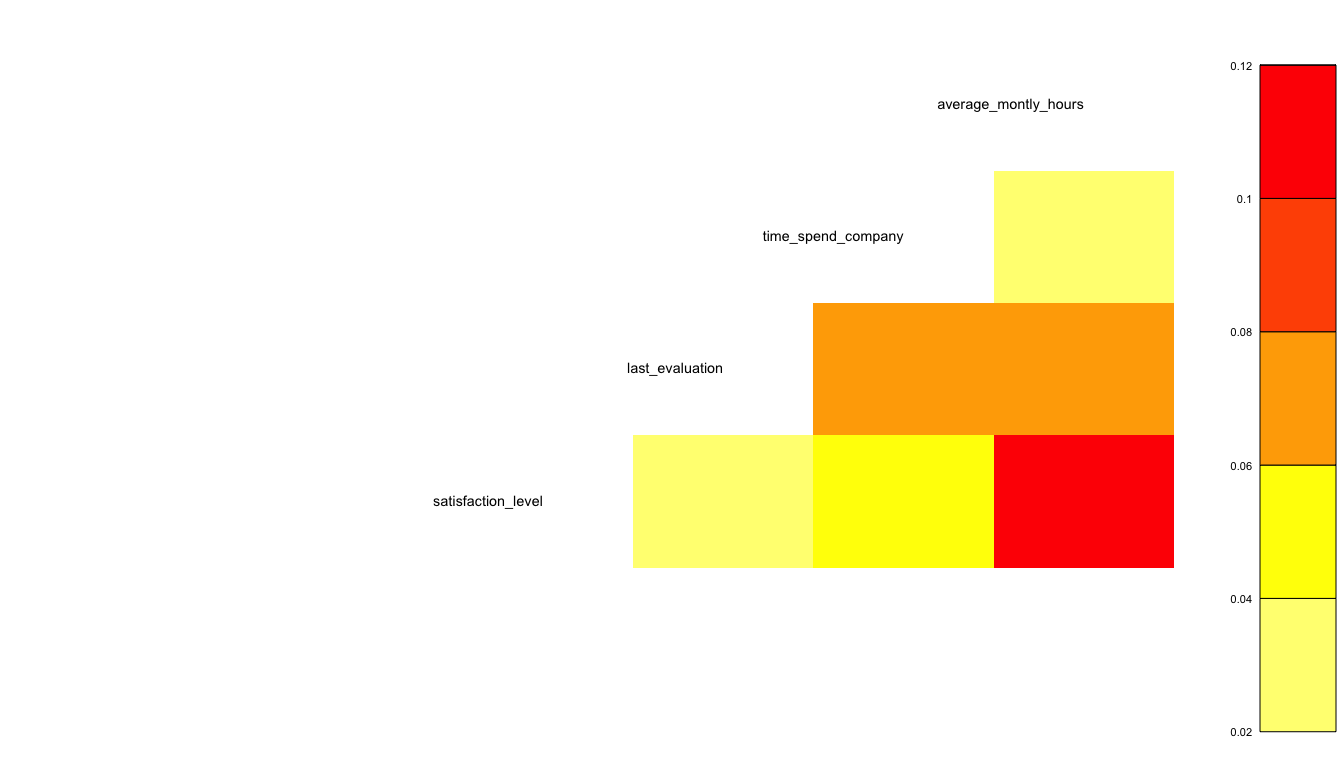 0.12
average_montly_hours
0.1
time_spend_company
0.08
last_evaluation
0.06
satisfaction_level
0.04
0.02